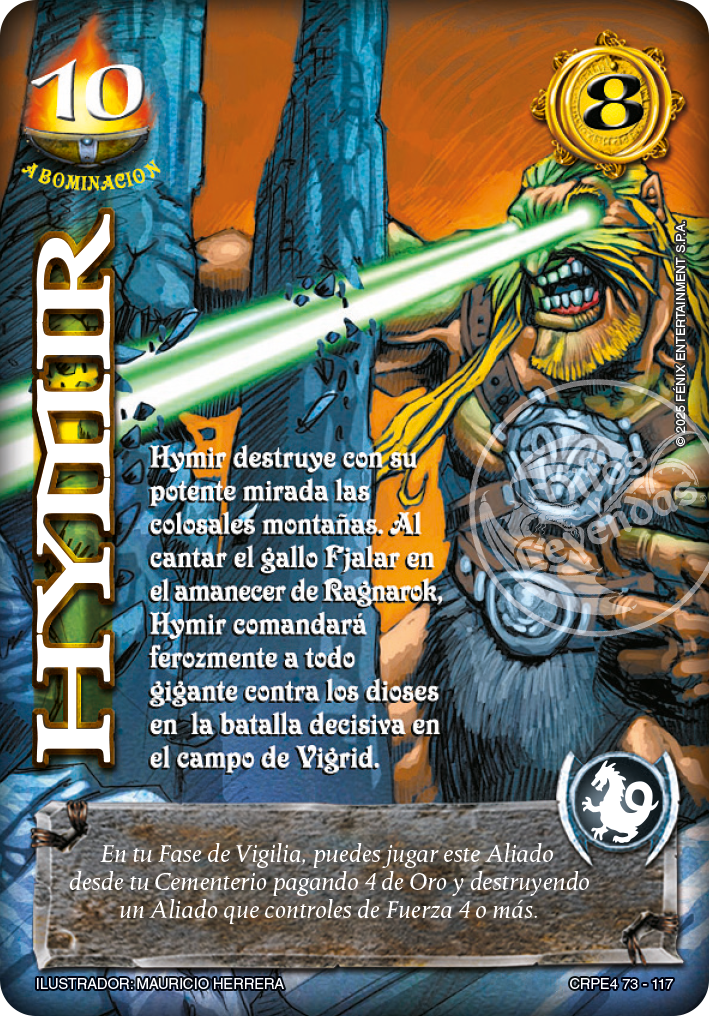 10
8
ABOMINACION
HYMIR
© 2025 FÉNIX ENTERTAINMENT S.P.A.
Hymir destruye con su
potente mirada las
colosales montañas. Al
cantar el gallo Fjalar en
el amanecer de Ragnarok,
Hymir comandará
ferozmente a todo
gigante contra los dioses
en la batalla decisiva en
el campo de Vigrid.
Mitos y
Leyendas
En tu Fase de Vigilia, puedes jugar este Aliado
desde tu Cementerio pagando 4 de Oro y destruyendo
un Aliado que controles de Fuerza 4 o más.
ILUSTRADOR: MAURICIO HERRERA
CRPE4 73 - 117